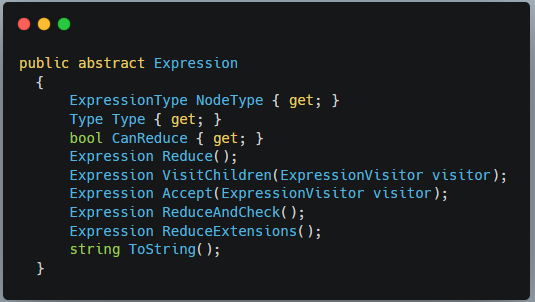 public abstract Expression
{
ExpressionType NodeType { get; }
Type Type { get; }
bool CanReduce { get; }
Expression Reduce();
Expression VisitChildren(ExpressionVisitor visitor);
Expression Accept(ExpressionVisitor visitor);
Expression ReduceAndCheck();
Expression ReduceExtensions();
string ToString();
}